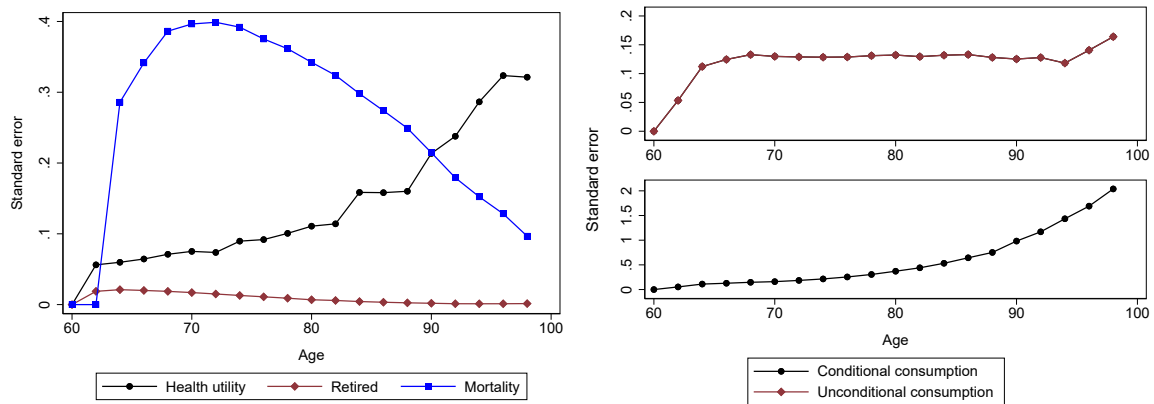 Standard error
.4
.3
.2
.1
0
60 70 80 90 100
Age
Health utility Retired Mortality
Standard error
.2
.15
.1
.05
0
60 70 80 90 100
2
1.5
1
.5
0
60 70 80 90 100
Age
Conditional consumption
Unconditional consumption